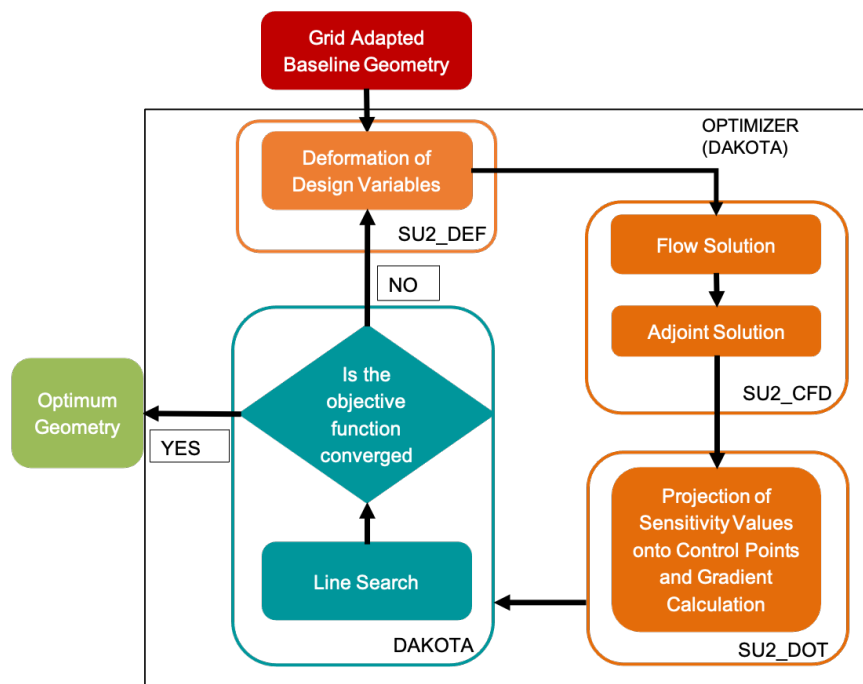 Grid Adapted
Baseline Geometry
OPTIMIZER
(DAKOTA)
Deformation of
Design Variables
SU2_DEF
Flow Solution
Adjoint Solution
SU2_CFD
NO
Is the
objective
function
converged
Optimum
Geometry
YES
Projection of
Sensitivity Values
onto Control Points
and Gradient
Calculation
SU2_DOT
Line Search
DAKOTA